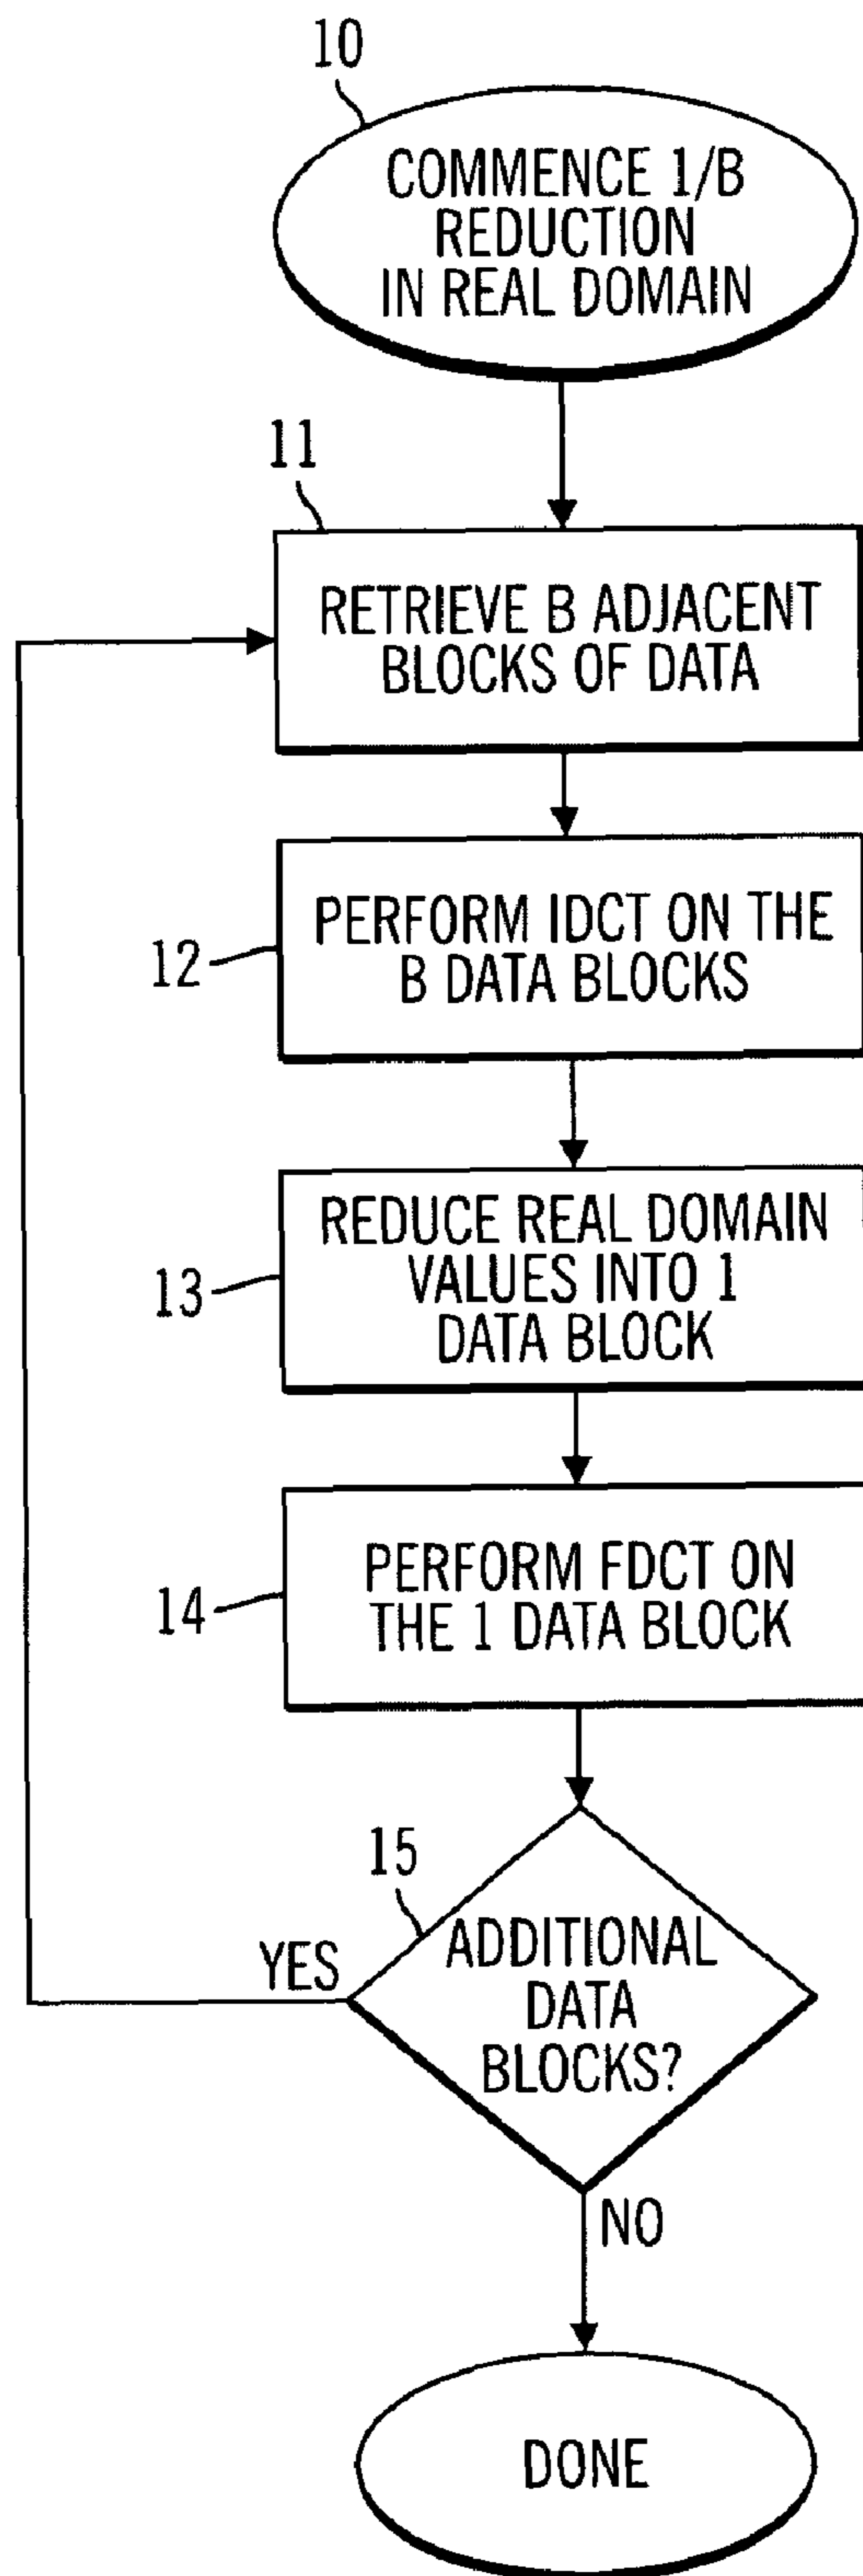 10
COMMENCE 1/B
REDUCTION
IN REAL DOMAIN
11
RETRIEVE B ADJACENT
BLOCKS OF DATA
12
PERFORM IDCT ON THE
B DATA BLOCKS
13
REDUCE REAL DOMAIN
VALUES INTO 1
DATA BLOCK
14
PERFORM FDCT ON
THE 1 DATA BLOCK
15
ADDITIONAL
DATA
BLOCKS?
YES
NO
DONE